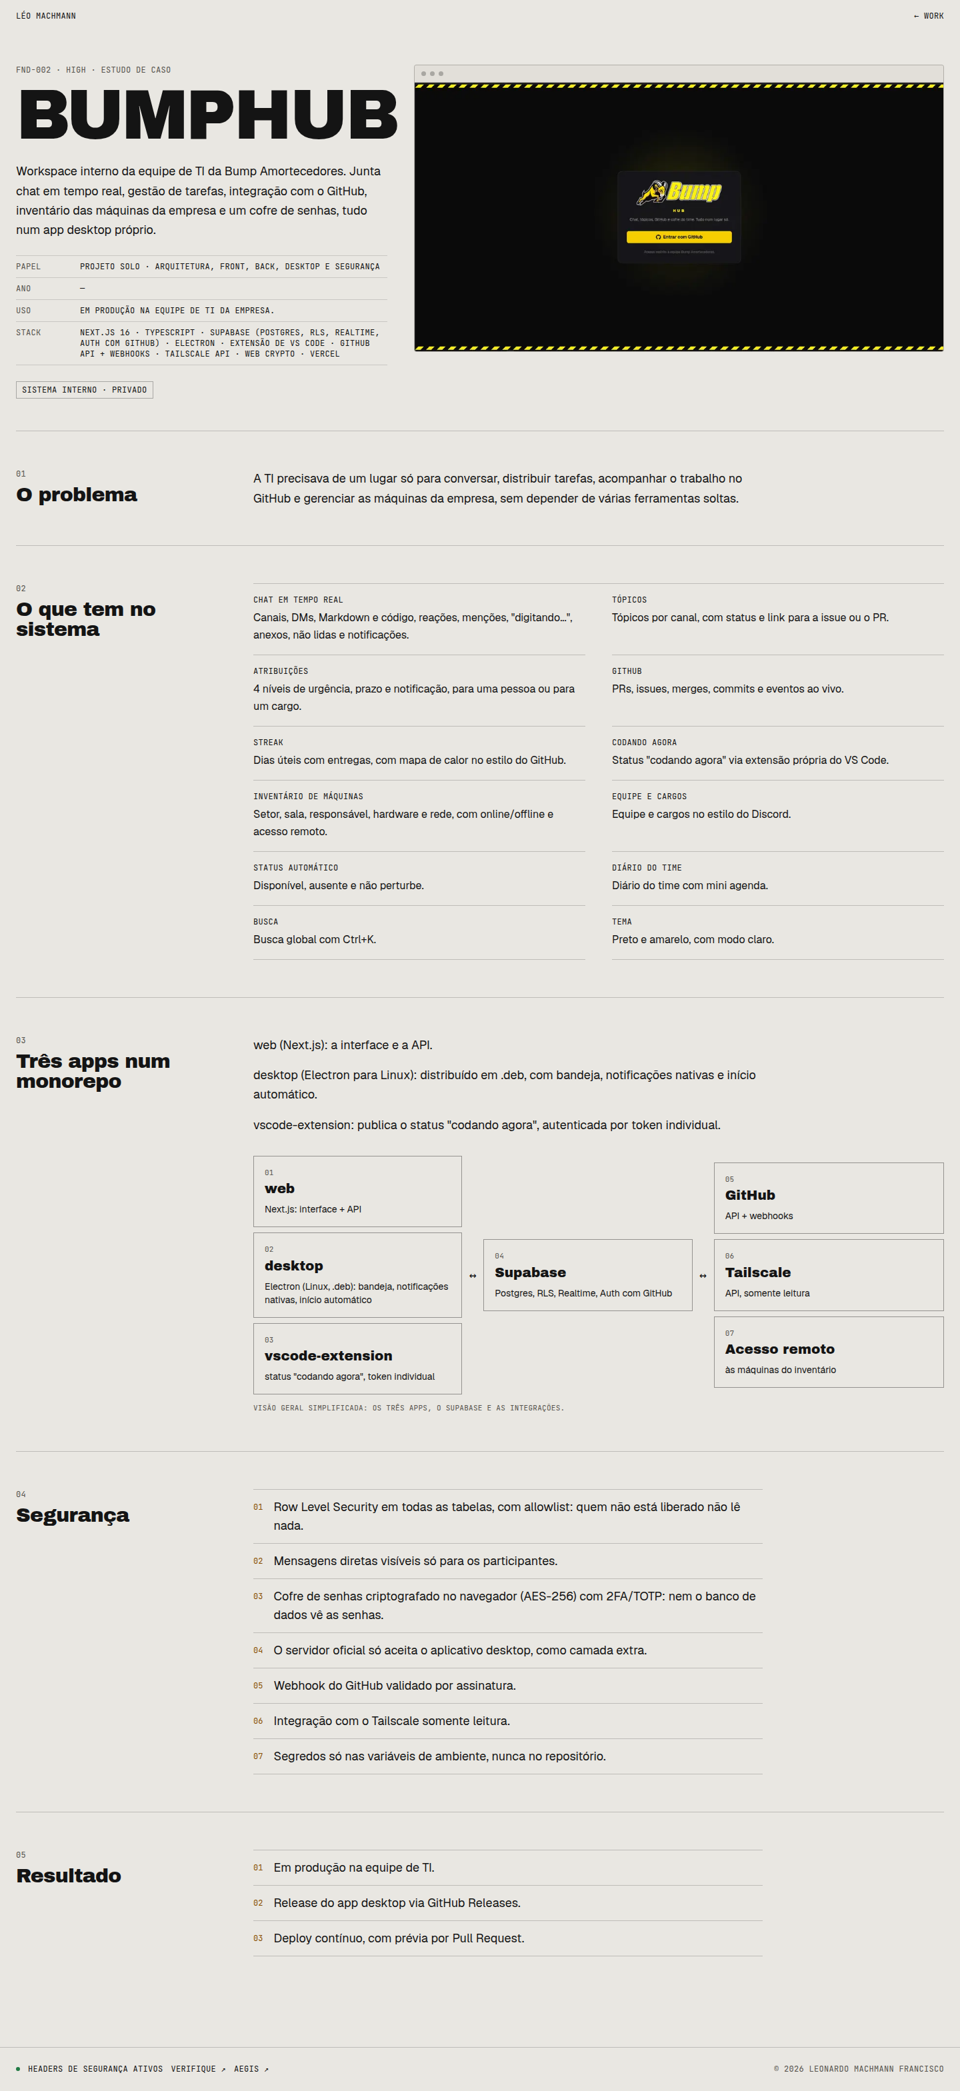 LÉO MACHMANN
← WORK
FND-002 · HIGH · ESTUDO DE CASO
BUMPHUB
Workspace interno da equipe de TI da Bump Amortecedores. Junta
chat em tempo real, gestão de tarefas, integração com o GitHub,
inventário das máquinas da empresa e um cofre de senhas, tudo
num app desktop próprio.
PAPEL
PROJETO SOLO · ARQUITETURA, FRONT, BACK, DESKTOP E SEGURANÇA
ANO
—
USO
EM PRODUÇÃO NA EQUIPE DE TI DA EMPRESA.
STACK
NEXT.JS 16 · TYPESCRIPT · SUPABASE (POSTGRES, RLS, REALTIME,
AUTH COM GITHUB) · ELECTRON · EXTENSÃO DE VS CODE · GITHUB
API + WEBHOOKS · TAILSCALE API · WEB CRYPTO · VERCEL
SISTEMA INTERNO · PRIVADO
Bump
HUB
Entrar com GitHub
01
O problema
A TI precisava de um lugar só para conversar, distribuir tarefas, acompanhar o trabalho no
GitHub e gerenciar as máquinas da empresa, sem depender de várias ferramentas soltas.
02
O que tem no
sistema
CHAT EM TEMPO REAL
Canais, DMs, Markdown e código, reações, menções, "digitando…",
anexos, não lidas e notificações.
TÓPICOS
Tópicos por canal, com status e link para a issue ou o PR.
ATRIBUIÇÕES
4 níveis de urgência, prazo e notificação, para uma pessoa ou para
um cargo.
GITHUB
PRs, issues, merges, commits e eventos ao vivo.
STREAK
Dias úteis com entregas, com mapa de calor no estilo do GitHub.
CODANDO AGORA
Status "codando agora" via extensão própria do VS Code.
INVENTÁRIO DE MÁQUINAS
Setor, sala, responsável, hardware e rede, com online/offline e
acesso remoto.
EQUIPE E CARGOS
Equipe e cargos no estilo do Discord.
STATUS AUTOMÁTICO
Disponível, ausente e não perturbe.
DIÁRIO DO TIME
Diário do time com mini agenda.
BUSCA
Busca global com Ctrl+K.
TEMA
Preto e amarelo, com modo claro.
03
Três apps num
monorepo
web (Next.js): a interface e a API.
desktop (Electron para Linux): distribuído em .deb, com bandeja, notificações nativas e início
automático.
vscode-extension: publica o status "codando agora", autenticada por token individual.
01
web
Next.js: interface + API
02
desktop
Electron (Linux, .deb): bandeja, notificações
nativas, início automático
03
vscode-extension
status "codando agora", token individual
↔
04
Supabase
Postgres, RLS, Realtime, Auth com GitHub
↔
05
GitHub
API + webhooks
06
Tailscale
API, somente leitura
07
Acesso remoto
às máquinas do inventário
VISÃO GERAL SIMPLIFICADA: OS TRÊS APPS, O SUPABASE E AS INTEGRAÇÕES.
04
Segurança
01 Row Level Security em todas as tabelas, com allowlist: quem não está liberado não lê
nada.
02 Mensagens diretas visíveis só para os participantes.
03 Cofre de senhas criptografado no navegador (AES-256) com 2FA/TOTP: nem o banco de
dados vê as senhas.
04 O servidor oficial só aceita o aplicativo desktop, como camada extra.
05 Webhook do GitHub validado por assinatura.
06 Integração com o Tailscale somente leitura.
07 Segredos só nas variáveis de ambiente, nunca no repositório.
05
Resultado
01 Em produção na equipe de TI.
02 Release do app desktop via GitHub Releases.
03 Deploy contínuo, com prévia por Pull Request.
HEADERS DE SEGURANÇA ATIVOS VERIFIQUE ↗ AEGIS ↗
© 2026 LEONARDO MACHMANN FRANCISCO